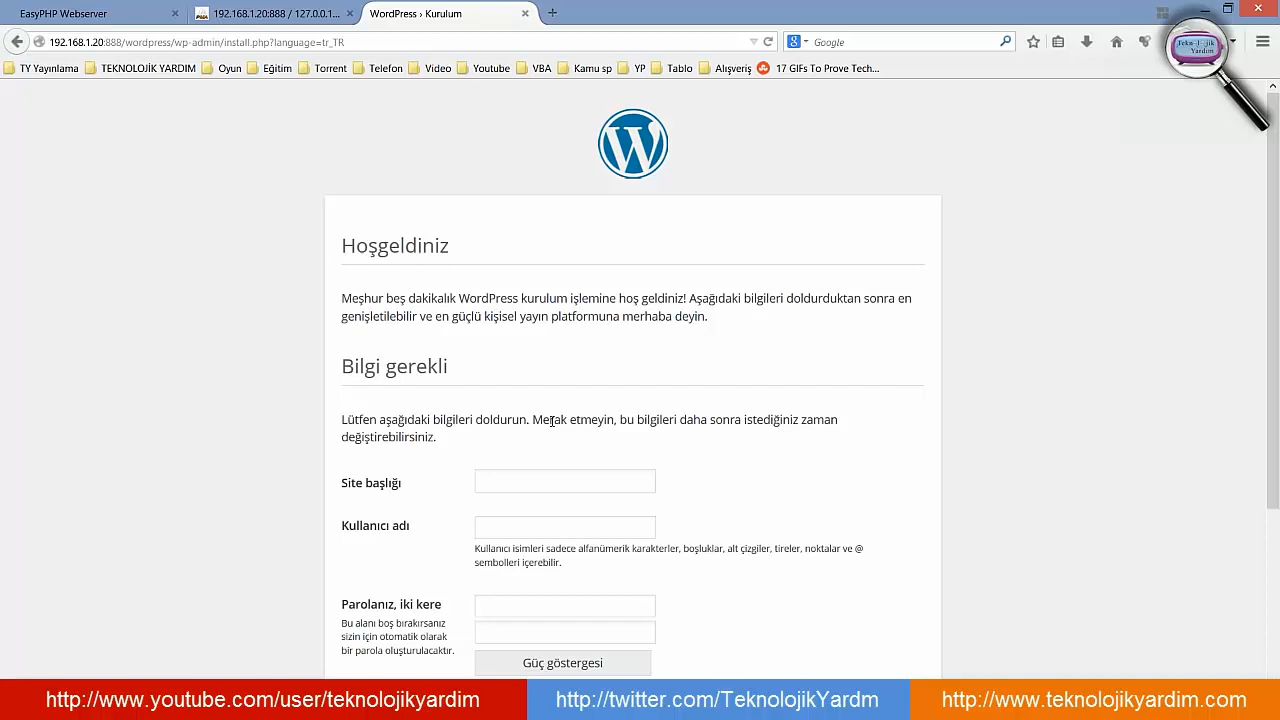 EasyPHP Webserver
192.168.1.20:888 / 127.0.0.1...
WordPress › Kurulum
192.168.1.20:888/wordpress/wp-admin/install.php?language=tr_TR
Google
TY Yayınlama
TEKNOLOJİK YARDIM
Oyun
Eğitim
Torrent
Telefon
Video
Youtube
VBA
Kamu sp
YP
Tablo
Alışveriş
17 GIFs To Prove Tech...
Teknolojik
Yardım
Hoşgeldiniz
Meşhur beş dakikalık WordPress kurulum işlemine hoş geldiniz! Aşağıdaki bilgileri doldurduktan sonra en
genişletilebilir ve en güçlü kişisel yayın platformuna merhaba deyin.
Bilgi gerekli
Lütfen aşağıdaki bilgileri doldurun. Merak etmeyin, bu bilgileri daha sonra istediğiniz zaman
değiştirebilirsiniz.
Site başlığı
Kullanıcı adı
Kullanıcı isimleri sadece alfanümerik karakterler, boşluklar, alt çizgiler, tireler, noktalar ve @
sembolleri içerebilir.
Parolanız, iki kere
Bu alanı boş bırakırsanız
sizin için otomatik olarak
bir parola oluşturulacaktır.
Güç göstergesi
http://www.youtube.com/user/teknolojikyardim
http://twitter.com/TeknolojikYardm
http://www.teknolojikyardim.com